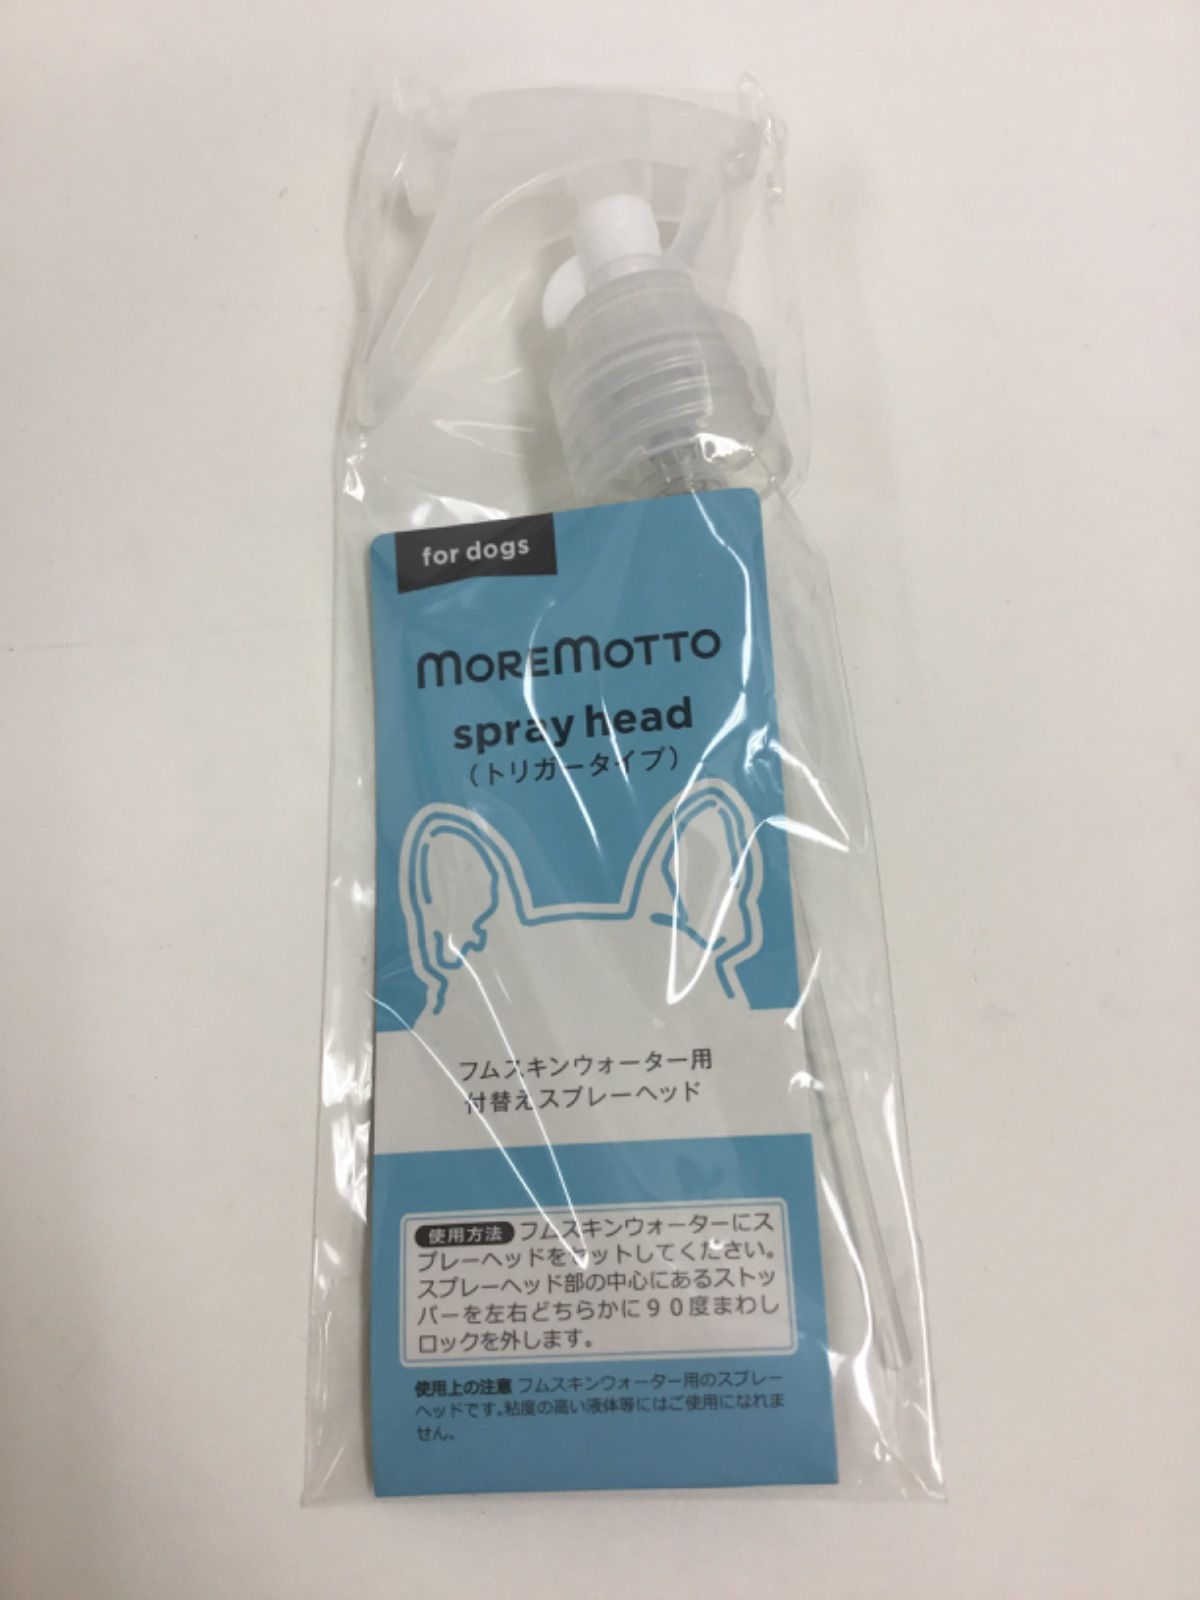 for dogs
MOREMOTTO
spray head
（トリガータイプ）
フムスキンウォーター用
付替えスプレーヘッド
使用方法 フムスキンウォーターにス
プレーヘッドをセットしてください。
スプレーヘッド部の中心にあるストッ
パーを左右どちらかに９０度まわし
ロックを外します。
使用上の注意 フムスキンウォーター用のスプレー
ヘッドです。粘度の高い液体等にはご使用になれま
せん。